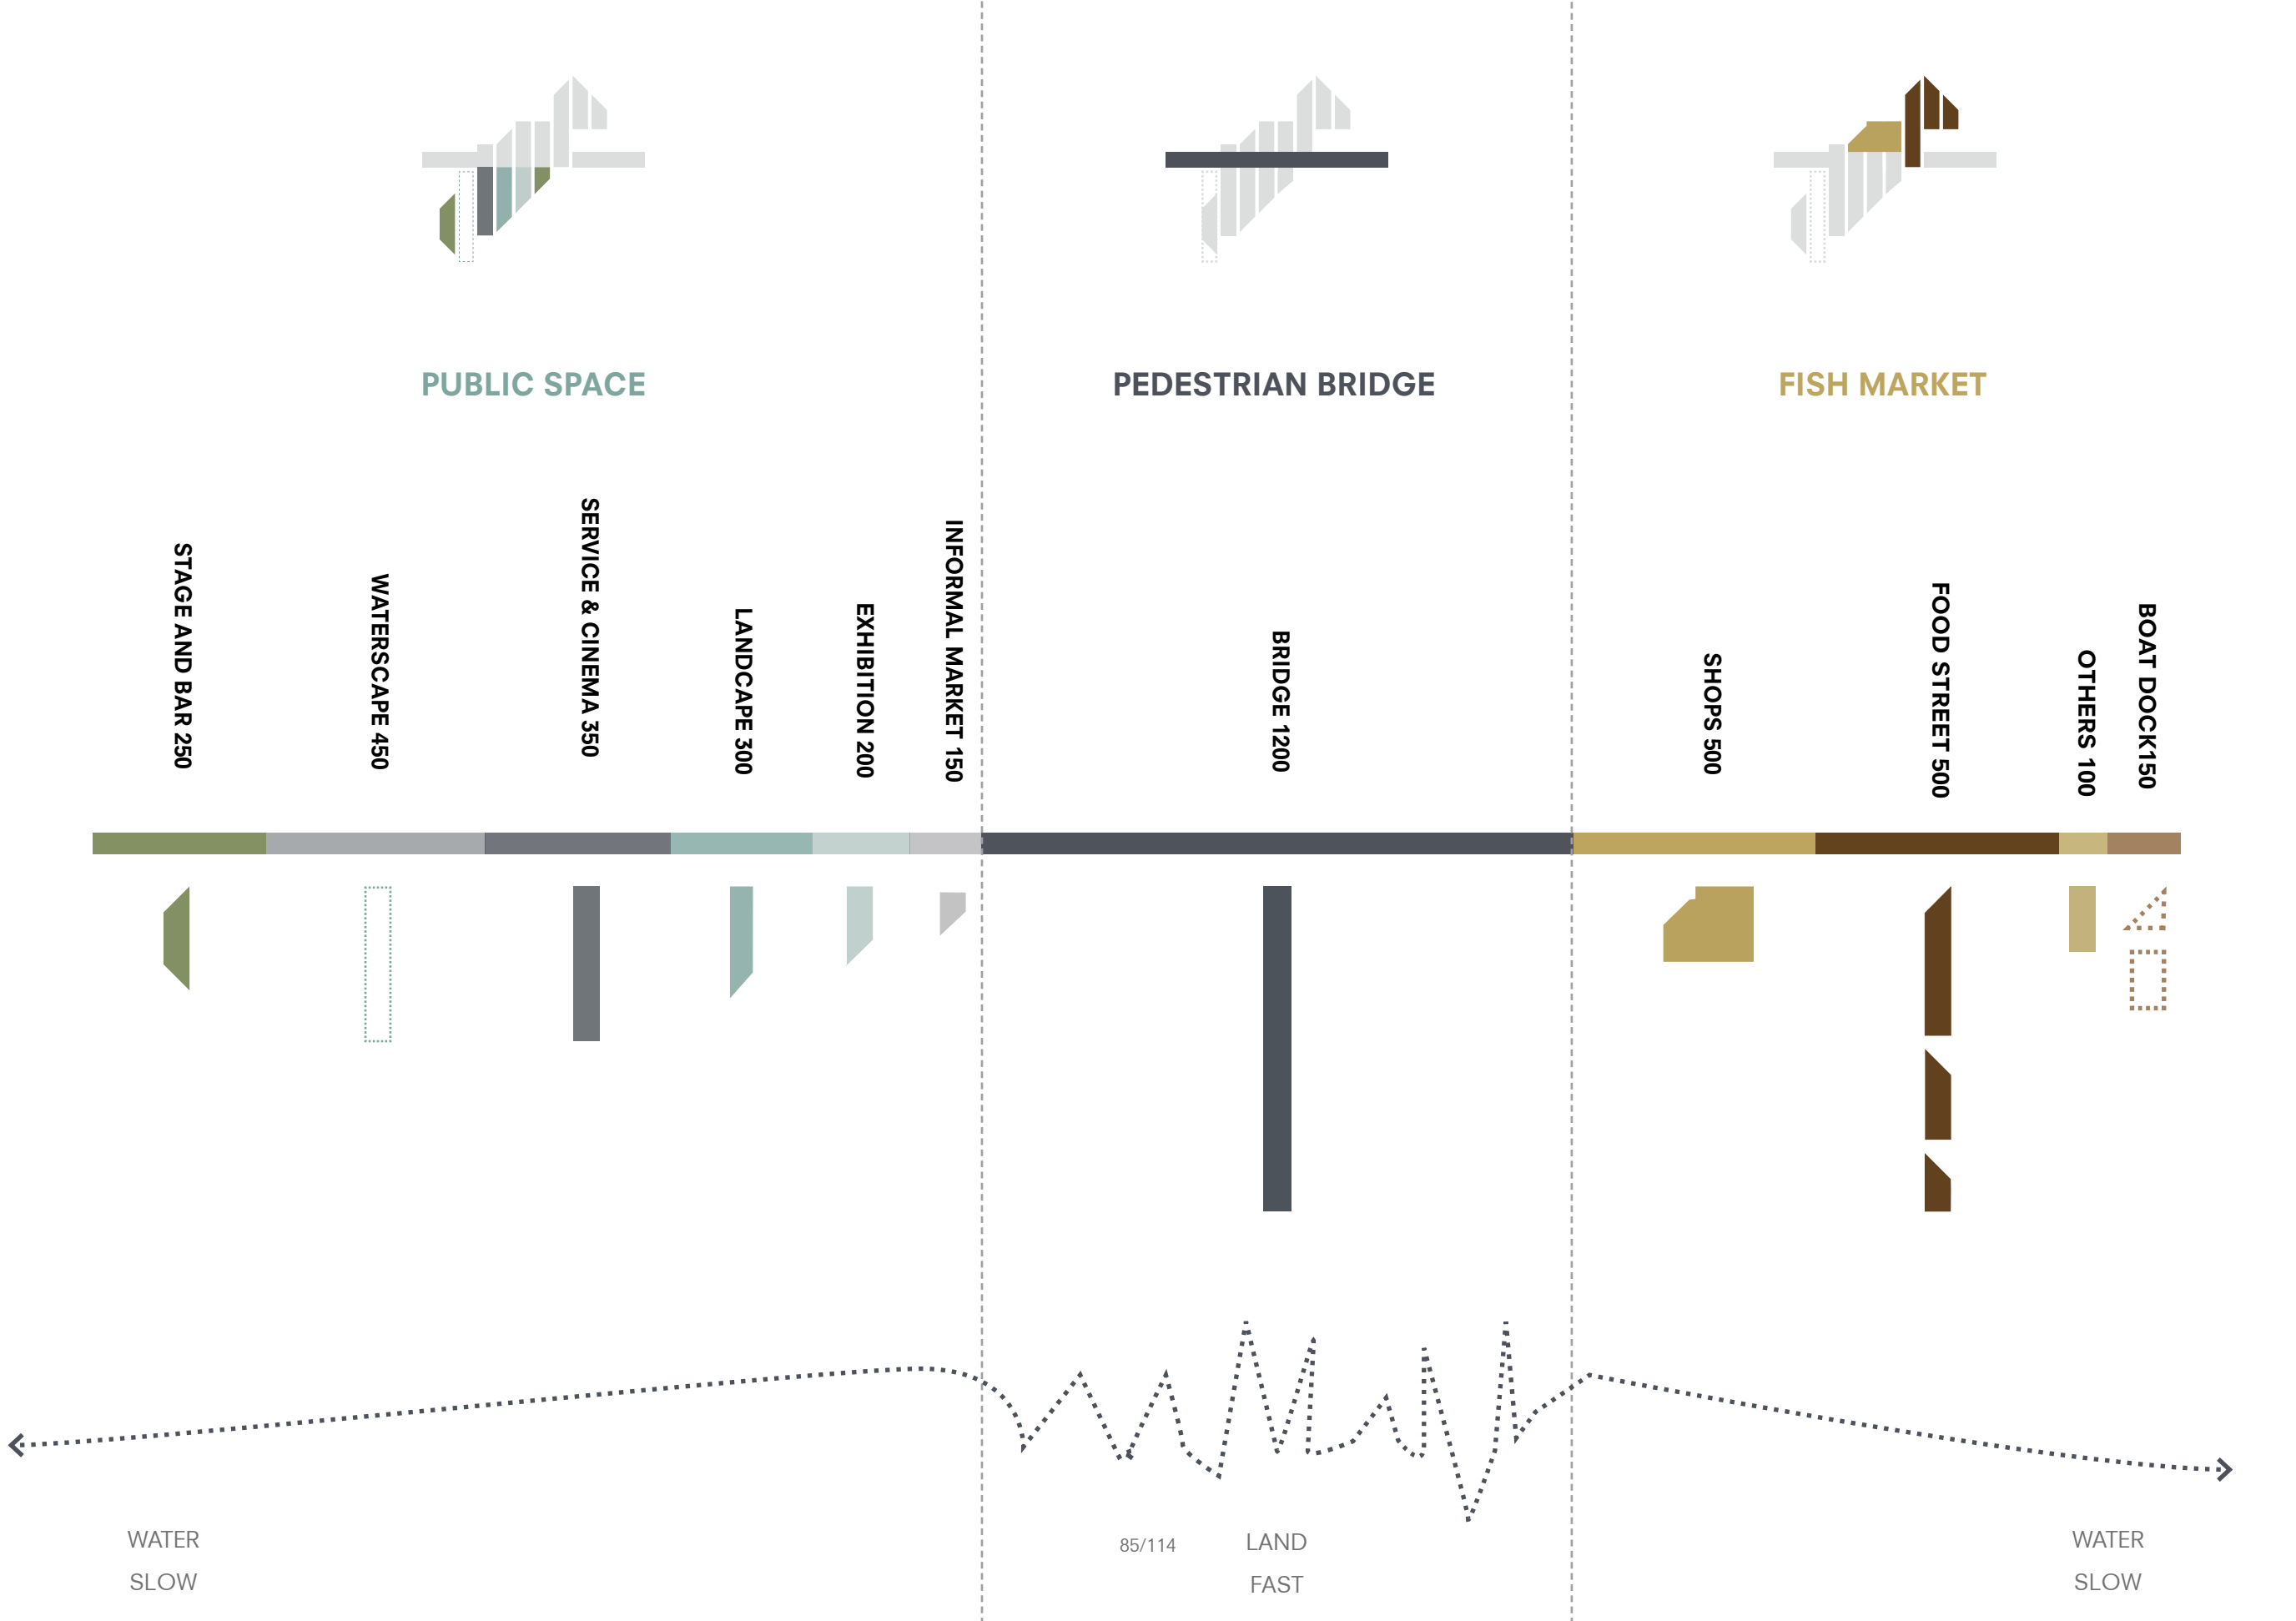 PUBLIC SPACE
PEDESTRIAN BRIDGE
FISH MARKET
STAGE AND BAR 250
WATERSCAPE 450
SERVICE & CINEMA 350
LANDCAPE 300
EXHIBITION 200
INFORMAL MARKET 150
BRIDGE 1200
SHOPS 500
FOOD STREET 500
OTHERS 100
BOAT DOCK150
WATER
SLOW
85/114
LAND
FAST
WATER
SLOW